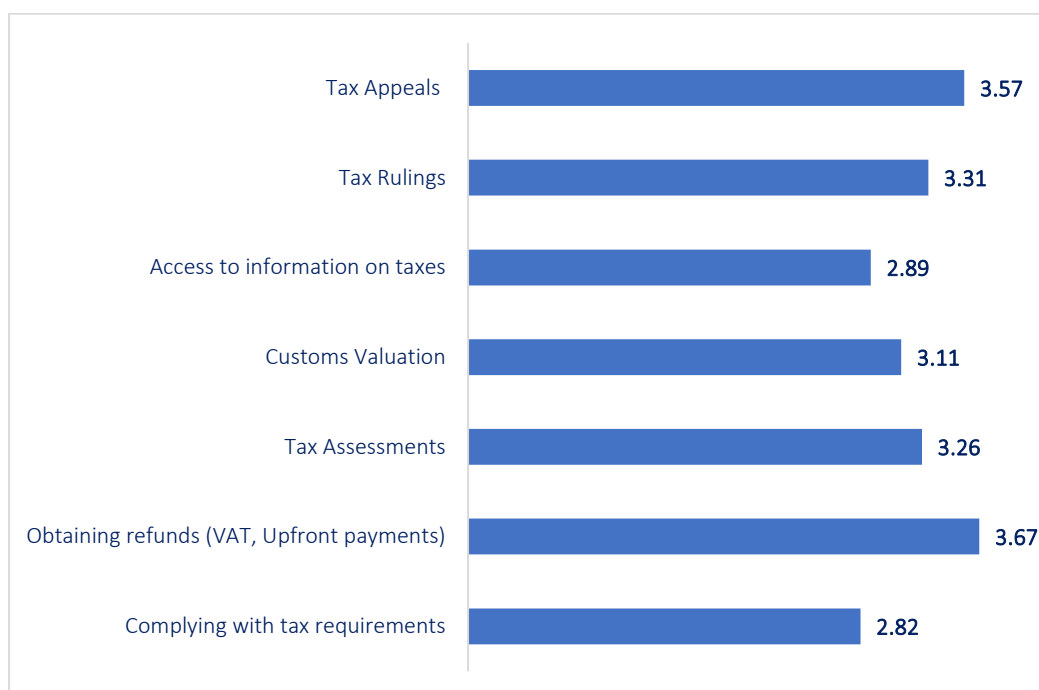 Tax Appeals 3.57
Tax Rulings 3.31
Access to information on taxes 2.89
Customs Valuation 3.11
Tax Assessments 3.26
Obtaining refunds (VAT, Upfront payments) 3.67
Complying with tax requirements 2.82